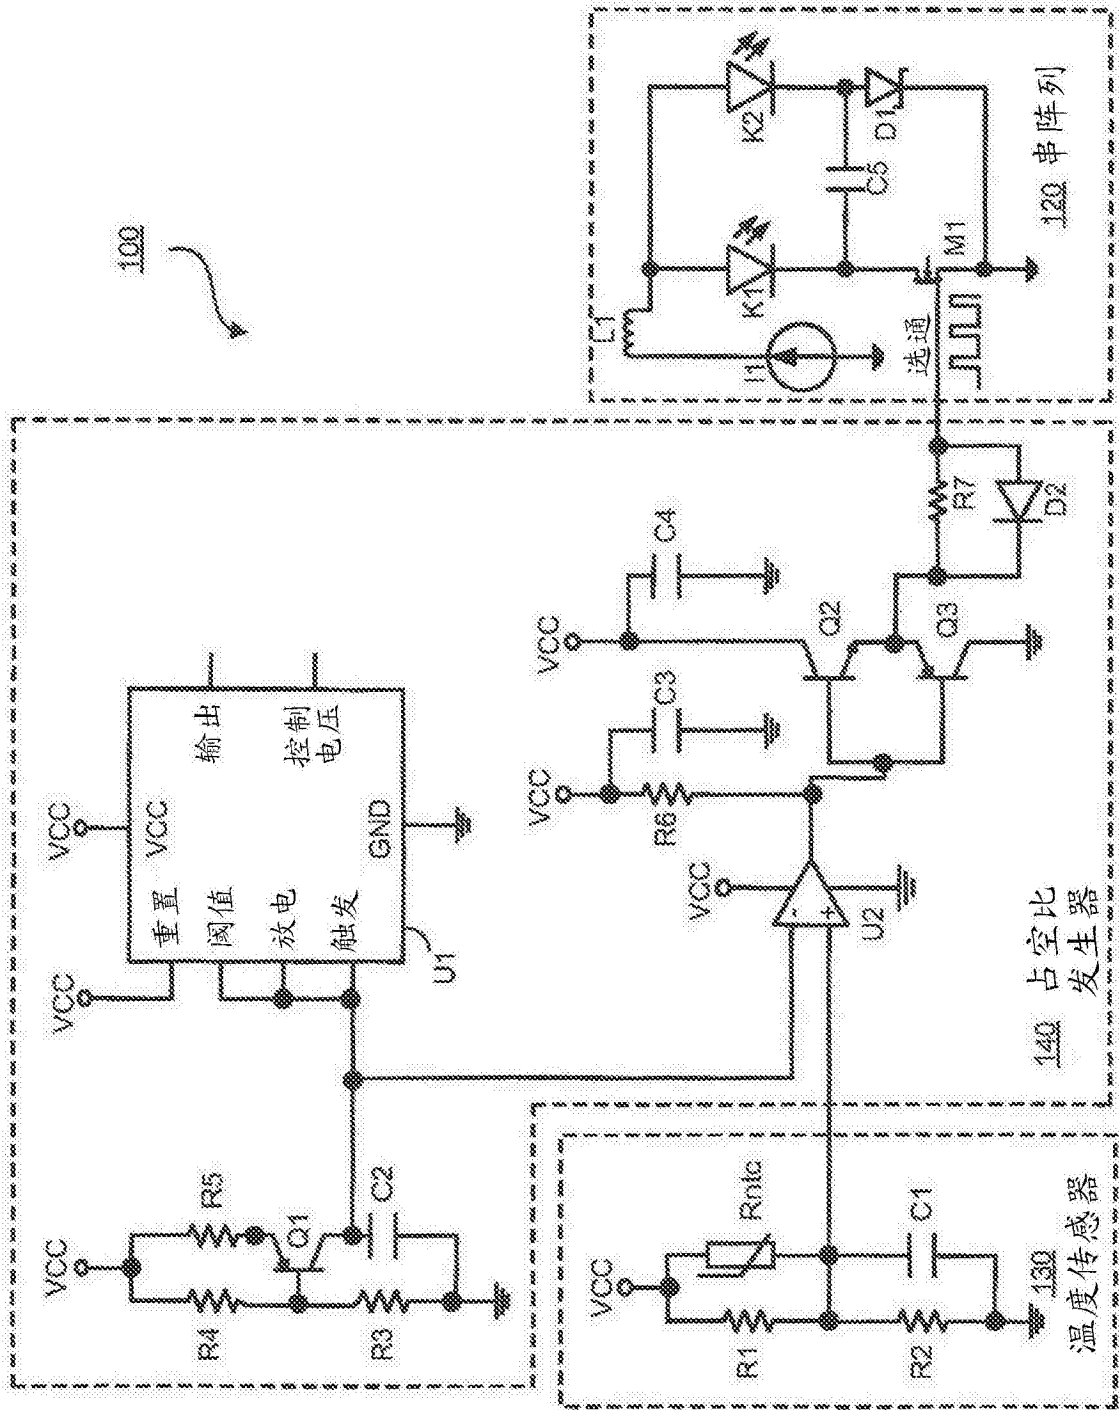 100
VCC
VCC
VCC
VCC
重置
阈值
放电
触发
输出
控制
电压
GND
U1
R4
R5
Q1
R3
C2
VCC
VCC
R6
C3
C4
VCC
-
+
U2
Q2
Q3
R7
D2
140
占空比
发生器
VCC
R1
Rntc
R2
C1
130
温度传感器
L1
I1
K1
K2
C5
D1
M1
选通
120
串阵列